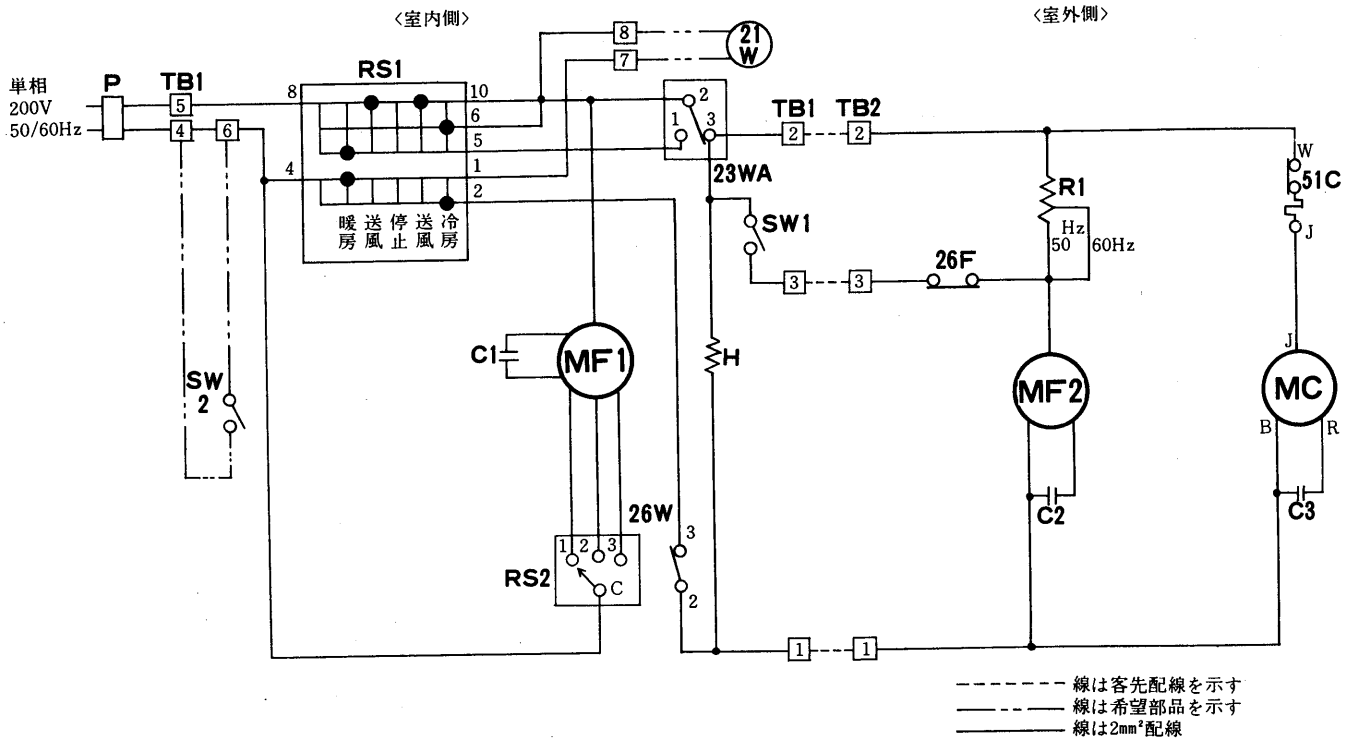 〈室内側〉
〈室外側〉
単相
200V
50/60Hz
P
TB1
5
4
6
RS1
8
4
10
6
5
1
2
暖房
送風
停止
送風
冷房
8
7
21
W
2
1
3
23WA
TB1
TB2
2
2
SW1
3
3
26F
R1
Hz
50
60Hz
W
51C
J
SW
2
C1
MF1
H
MF2
C2
J
MC
B
R
C3
RS2
1
2
3
C
26W
3
2
1
1
線は客先配線を示す
線は希望部品を示す
線は2mm²配線